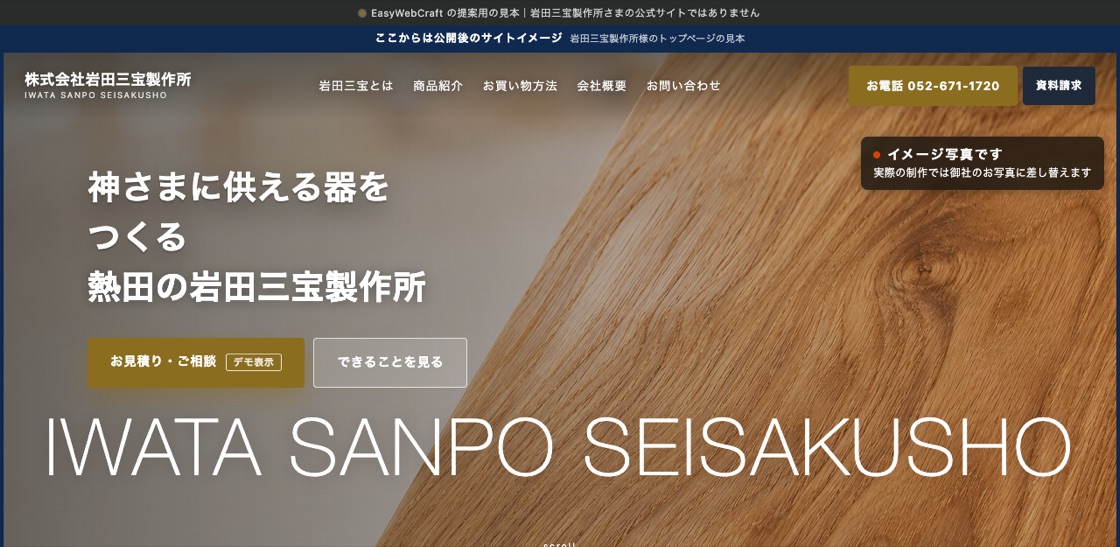 EasyWebCraft の提案用の見本｜岩田三宝製作所さまの公式サイトではありません
ここからは公開後のサイトイメージ 岩田三宝製作所様のトップページの見本
株式会社岩田三宝製作所
IWATA SANPO SEISAKUSHO
岩田三宝とは 商品紹介 お買い物方法 会社概要 お問い合わせ
お電話 052-671-1720
資料請求
イメージ写真です
実際の制作では御社のお写真に差し替えます
神さまに供える器を
つくる
熱田の岩田三宝製作所
お見積り・ご相談 デモ表示
できることを見る
IWATA SANPO SEISAKUSHO
scroll